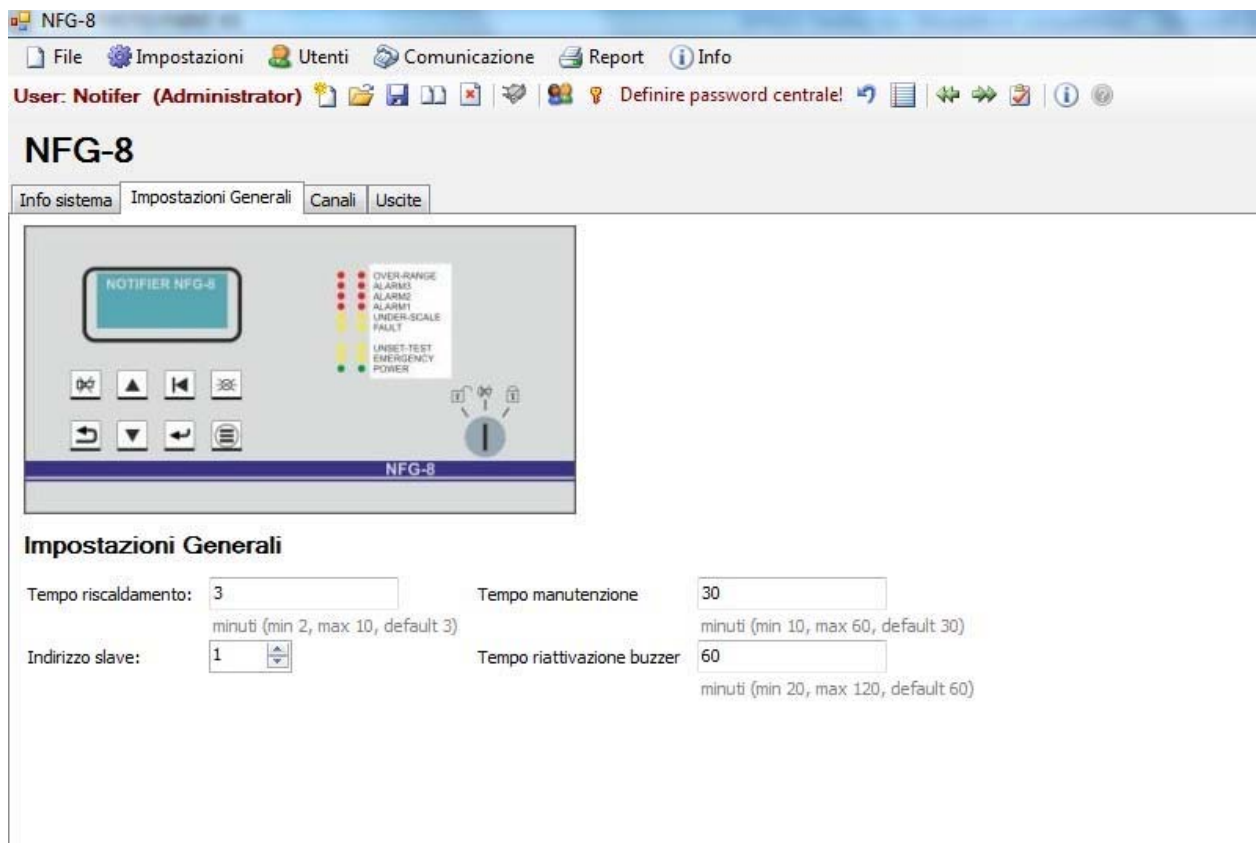 NFG-8
File Impostazioni Utenti Comunicazione Report Info
User: Notifer (Administrator) Definire password centrale!
NFG-8
Info sistema Impostazioni Generali Canali Uscite
NOTIFIER NFG-8
OVER-RANGE
ALARM3
ALARM2
ALARM1
UNDER-SCALE
FAULT
UNSET-TEST
EMERGENCY
POWER
NFG-8
Impostazioni Generali
Tempo riscaldamento: 3 Tempo manutenzione 30
minuti (min 2, max 10, default 3) minuti (min 10, max 60, default 30)
Indirizzo slave: 1 Tempo riattivazione buzzer 60
minuti (min 20, max 120, default 60)